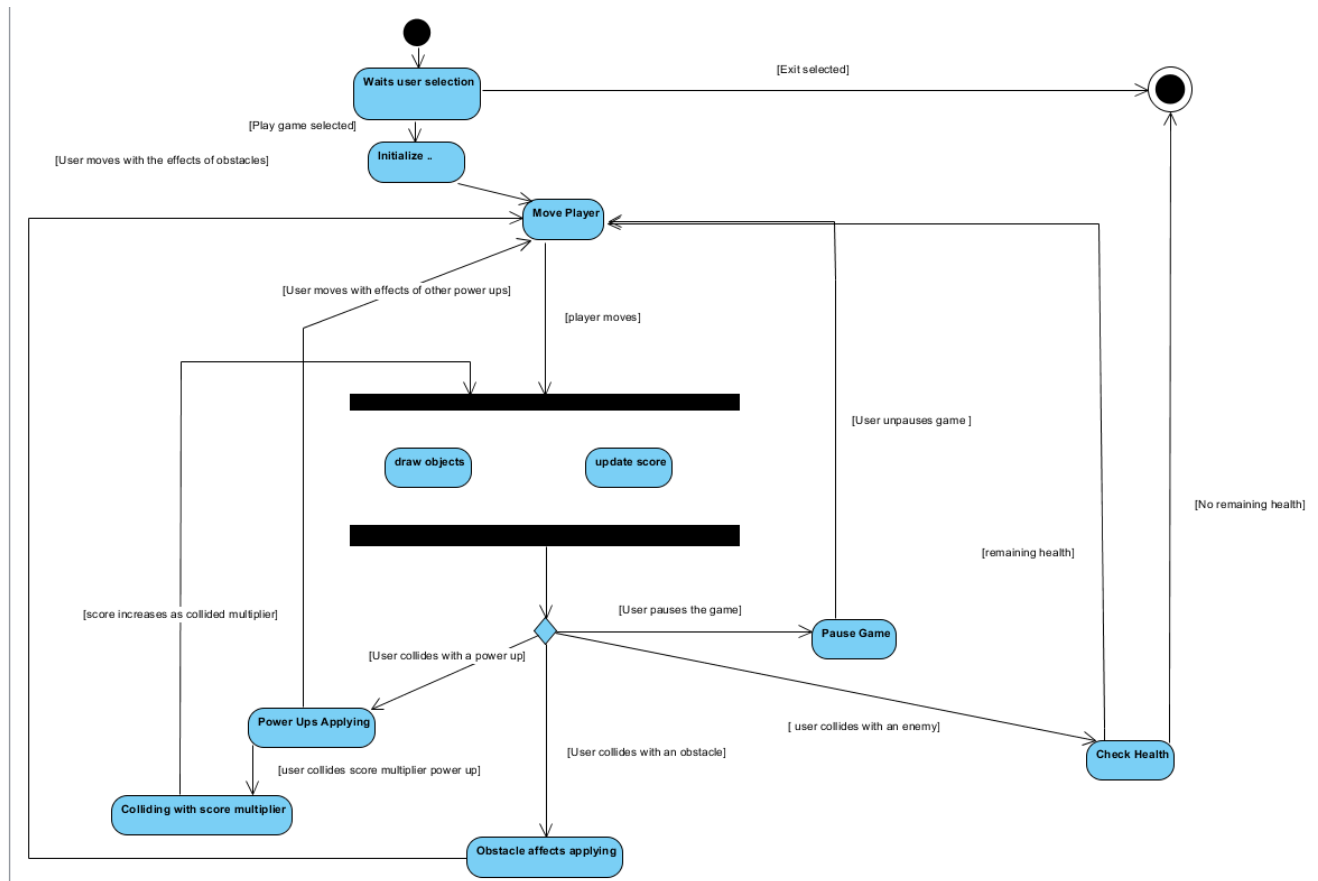 [Exit selected]
Waits user selection
[Play game selected]
Initialize ..
[User moves with the effects of obstacles]
Move Player
[User moves with effects of other power ups]
[player moves]
[User unpauses game ]
draw objects
update score
[No remaining health]
[remaining health]
[score increases as collided multiplier]
[User pauses the game]
Pause Game
[User collides with a power up]
Power Ups Applying
[ user collides with an enemy]
[User collides with an obstacle]
Check Health
[user collides score multiplier power up]
Colliding with score multiplier
Obstacle affects applying